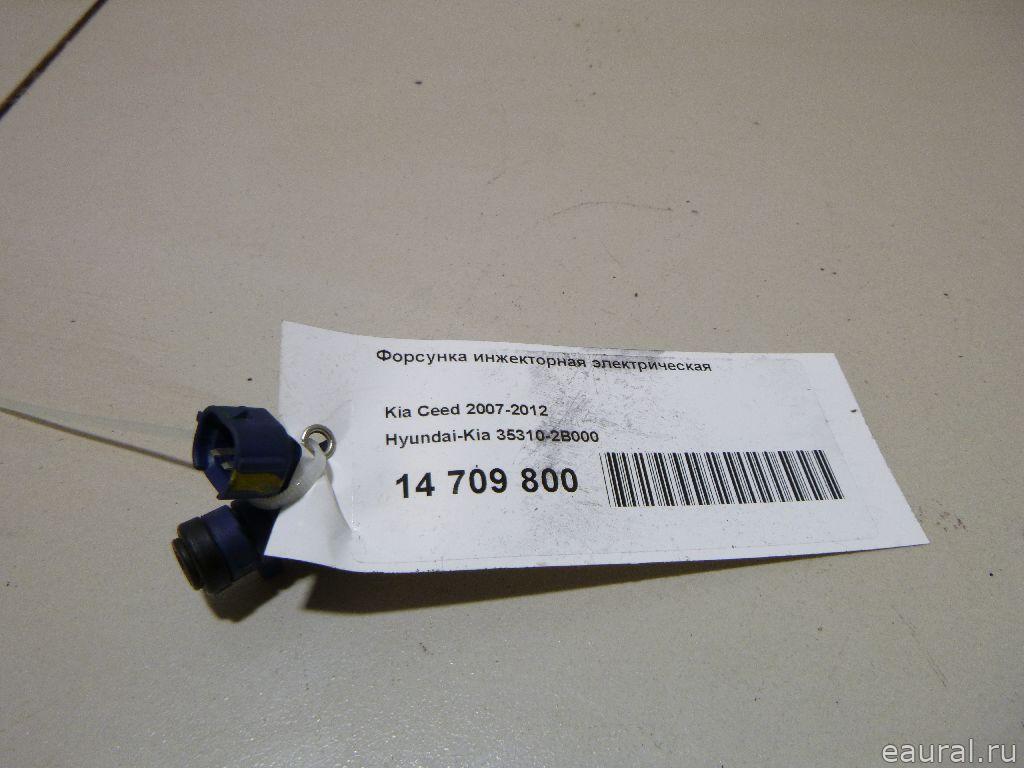 Форсунка инжекторная электрическая
Kia Ceed 2007-2012
Hyundai-Kia 35310-2B000
14 709 800
eaural.ru